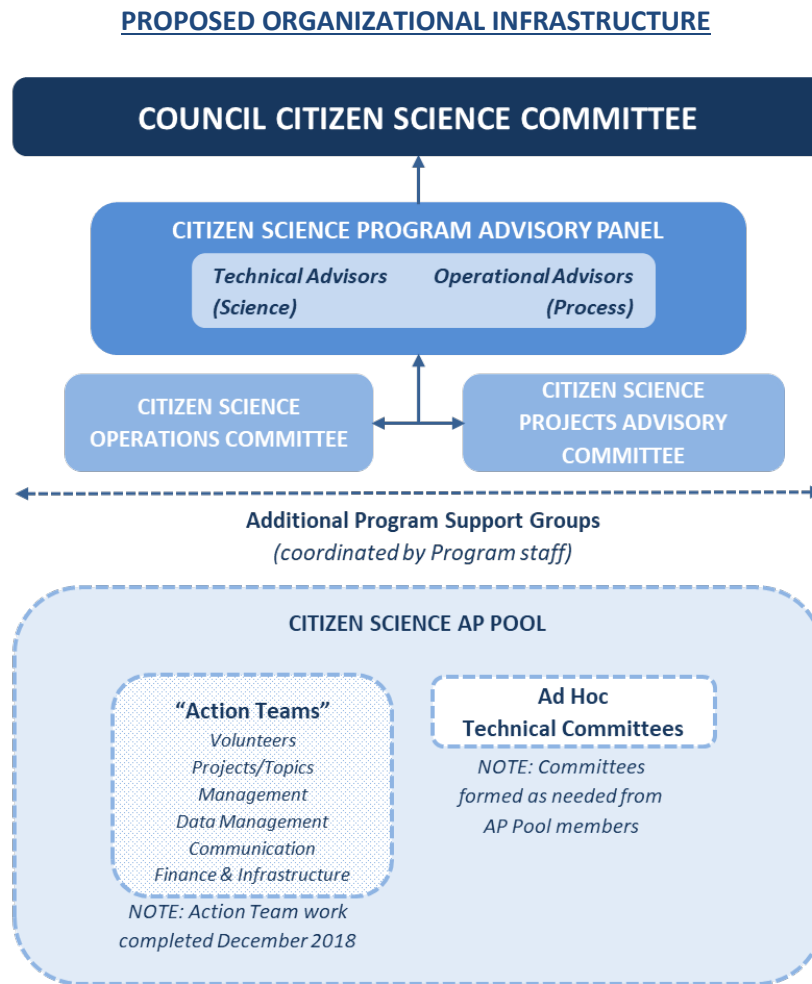 PROPOSED ORGANIZATIONAL INFRASTRUCTURE
COUNCIL CITIZEN SCIENCE COMMITTEE
CITIZEN SCIENCE PROGRAM ADVISORY PANEL
Technical Advisors
(Science)
Operational Advisors
(Process)
CITIZEN SCIENCE
OPERATIONS COMMITTEE
CITIZEN SCIENCE
PROJECTS ADVISORY
COMMITTEE
Additional Program Support Groups
(coordinated by Program staff)
CITIZEN SCIENCE AP POOL
“Action Teams”
Volunteers
Projects/Topics
Management
Data Management
Communication
Finance & Infrastructure
NOTE: Action Team work
completed December 2018
Ad Hoc
Technical Committees
NOTE: Committees
formed as needed from
AP Pool members